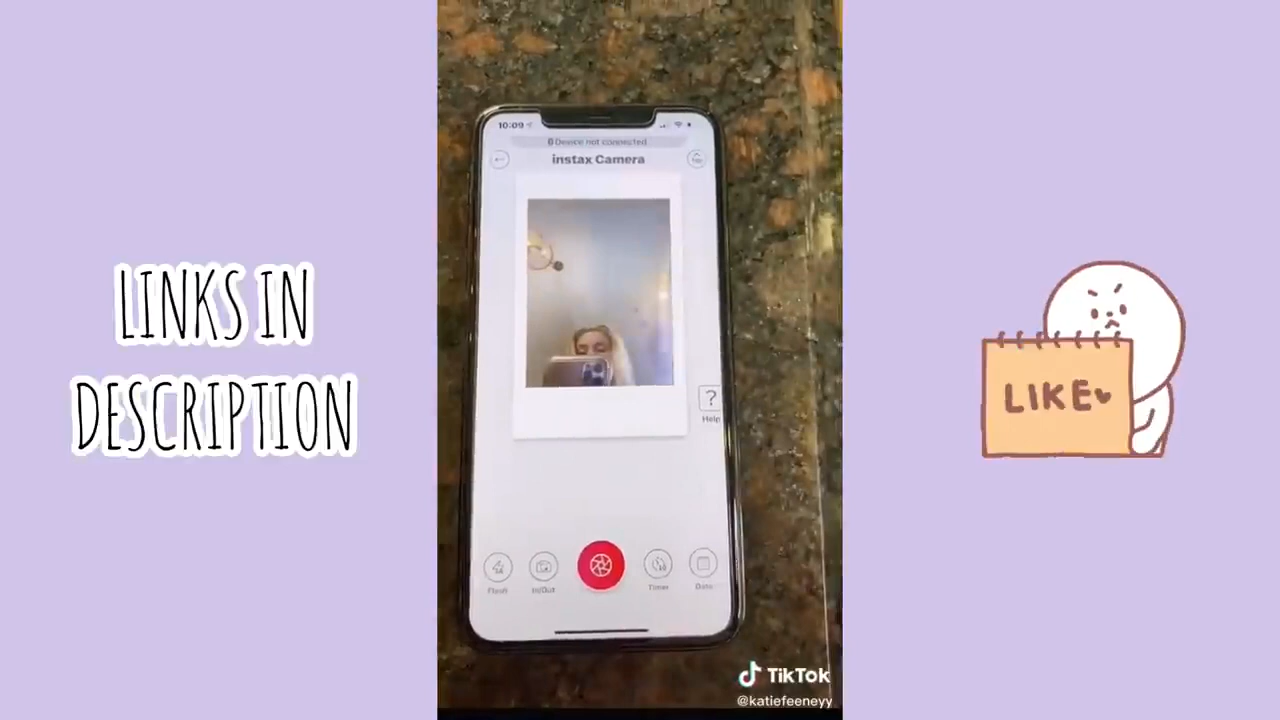 LINKS IN
DESCRIPTION
10:09
Device not connected
instax Camera
?
Help
Flash
In/Out
Timer
Date
LIKE
TikTok
@katiefeeneyy